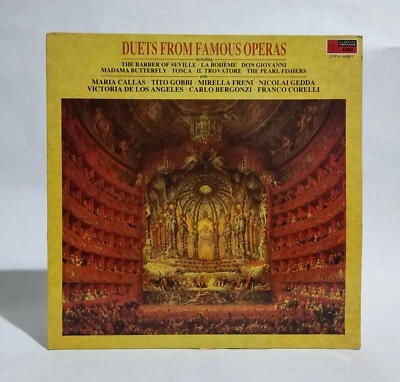 DUETS FROM FAMOUS OPERAS
including
THE BARBER OF SEVILLE · LA BOHÈME · DON GIOVANNI
MADAMA BUTTERFLY · TOSCA · IL TROVATORE · THE PEARL FISHERS
with
MARIA CALLAS · TITO GOBBI · MIRELLA FRENI · NICOLAI GEDDA
VICTORIA DE LOS ANGELES · CARLO BERGONZI · FRANCO CORELLI